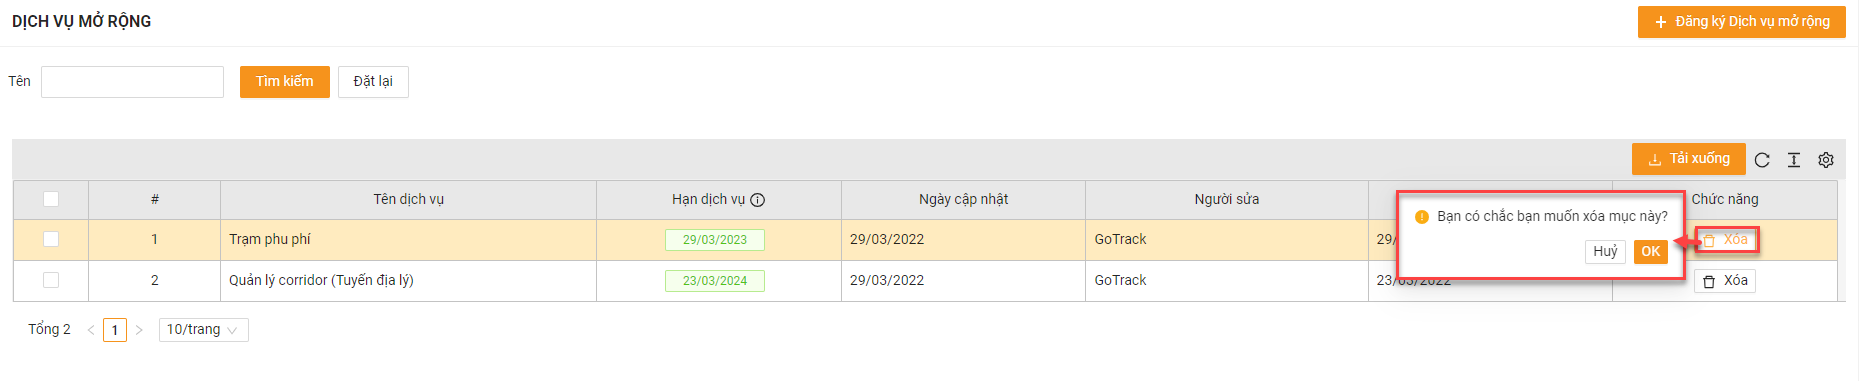 DỊCH VỤ MỞ RỘNG
Đăng ký Dịch vụ mở rộng
Tên Tìm kiếm Đặt lại
Tải xuống
# Tên dịch vụ Hạn dịch vụ Ngày cập nhật Người sửa Chức năng
Bạn có chắc bạn muốn xóa mục này?
Huỷ OK
1 Trạm phu phí 29/03/2023 29/03/2022 GoTrack Xóa
2 Quản lý corridor (Tuyến địa lý) 23/03/2024 29/03/2022 GoTrack 23/03/2022 Xóa
Tổng 2 < 1 > 10/trang